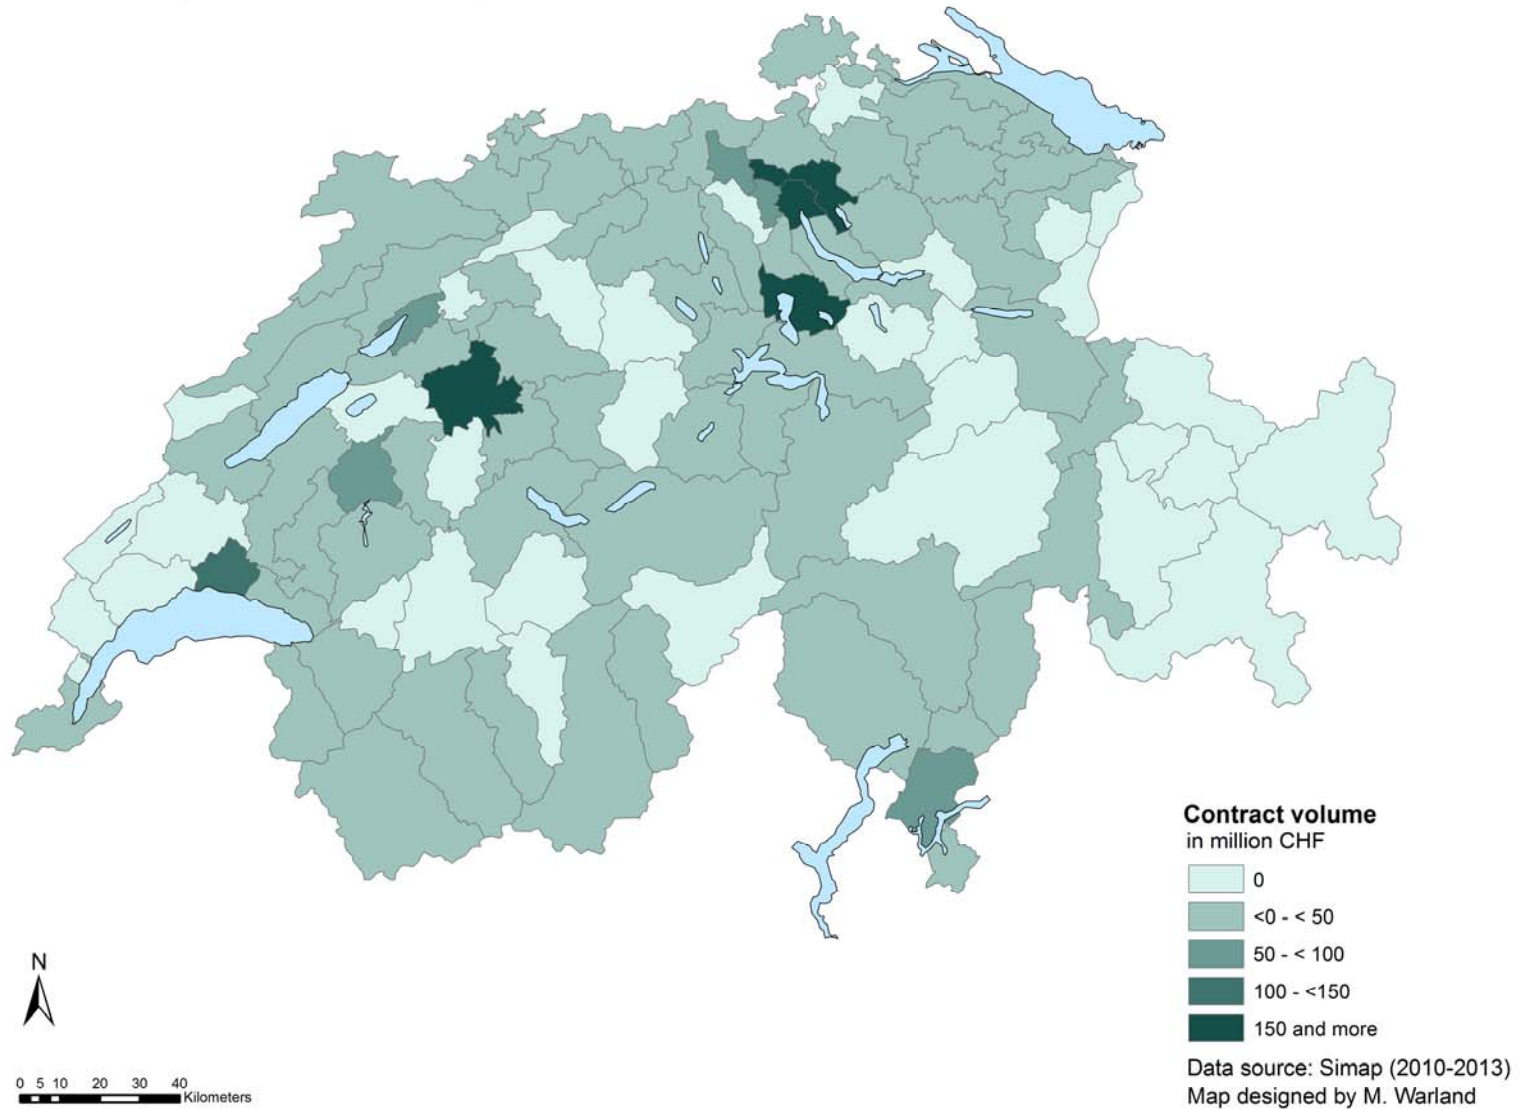 Contract volume
in million CHF
0
<0 - < 50
50 - < 100
100 - <150
150 and more
Data source: Simap (2010-2013)
Map designed by M. Warland
N
0 5 10 20 30 40
Kilometers